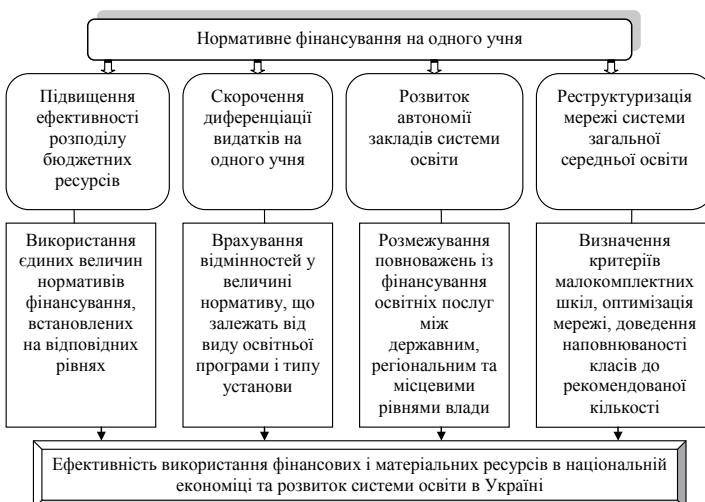 Нормативне фінансування на одного учня
Підвищення
ефективності
розподілу
бюджетних
ресурсів
Скорочення
диференціації
видатків на
одного учня
Розвиток
автономії
закладів системи
освіти
Реструктуризація
мережі системи
загальної
середньої освіти
Використання
єдиних величин
нормативів
фінансування,
встановлених
на відповідних
рівнях
Врахування
відмінностей у
величині
нормативу, що
залежать від
виду освітньої
програми і типу
установи
Розмежування
повноважень із
фінансування
освітніх послуг
між
державним,
регіональним та
місцевими
рівнями влади
Визначення
критеріїв
малокомплектних
шкіл, оптимізація
мережі, доведення
наповнюваності
класів до
рекомендованої
кількості
Ефективність використання фінансових і матеріальних ресурсів в національній
економіці та розвиток системи освіти в Україні